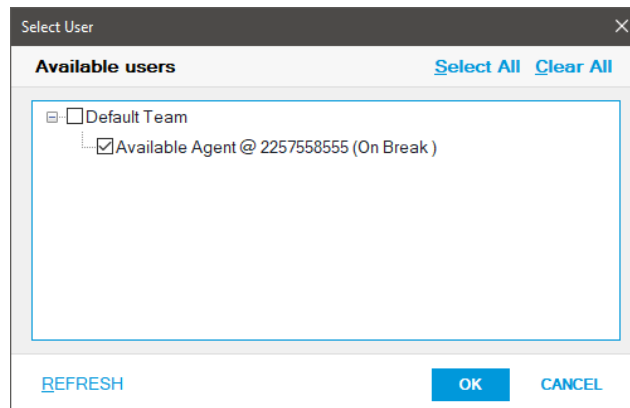 Select User
Available users Select All Clear All
Default Team
Available Agent @ 2257558555 (On Break )
REFRESH OK CANCEL